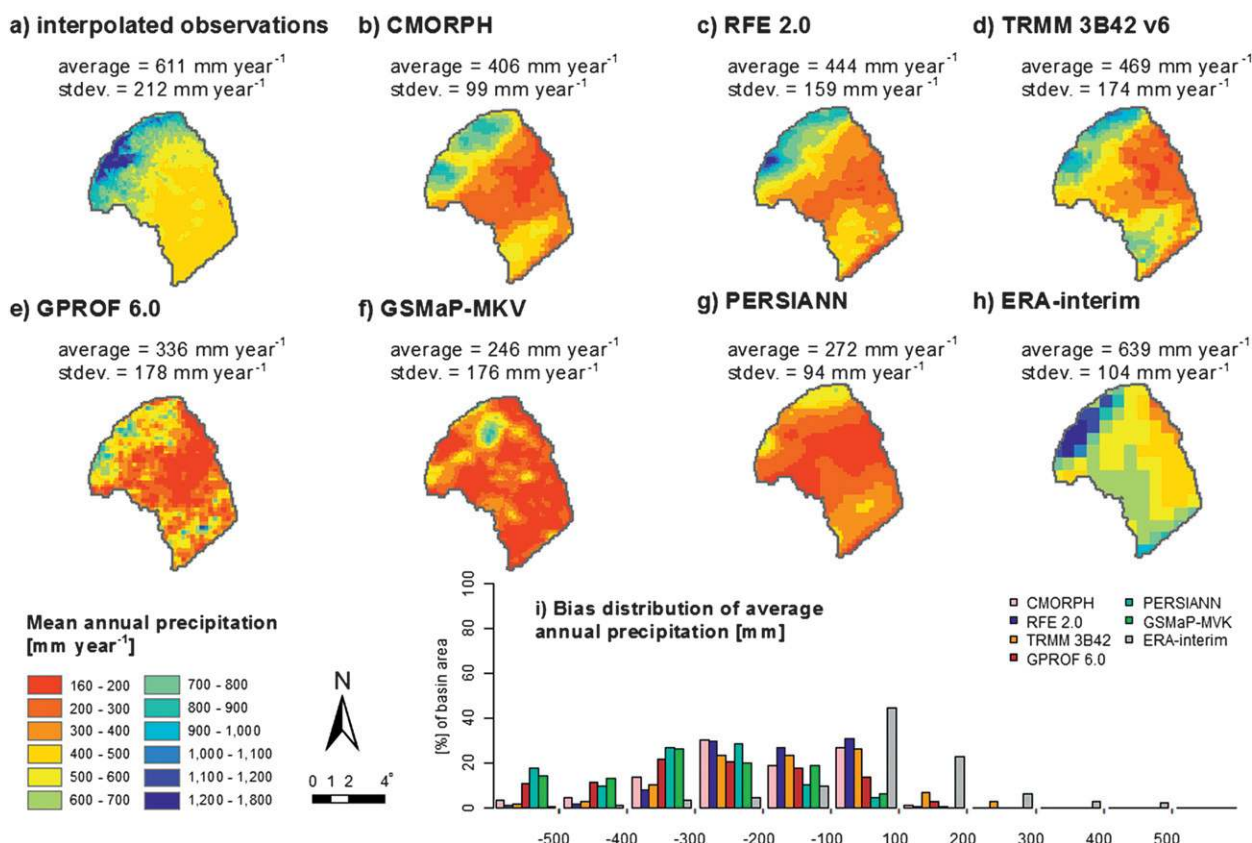 a) interpolated observations
average = 611 mm year-1
stdev. = 212 mm year-1
b) CMORPH
average = 406 mm year-1
stdev. = 99 mm year-1
c) RFE 2.0
average = 444 mm year-1
stdev. = 159 mm year-1
d) TRMM 3B42 v6
average = 469 mm year-1
stdev. = 174 mm year-1
e) GPROF 6.0
average = 336 mm year-1
stdev. = 178 mm year-1
f) GSMaP-MKV
average = 246 mm year-1
stdev. = 176 mm year-1
g) PERSIANN
average = 272 mm year-1
stdev. = 94 mm year-1
h) ERA-interim
average = 639 mm year-1
stdev. = 104 mm year-1
Mean annual precipitation
[mm year-1]
160 - 200
200 - 300
300 - 400
400 - 500
500 - 600
600 - 700
700 - 800
800 - 900
900 - 1,000
1,000 - 1,100
1,100 - 1,200
1,200 - 1,800
N
0 1 2 4°
i) Bias distribution of average
annual precipitation [mm]
CMORPH
RFE 2.0
TRMM 3B42
GPROF 6.0
PERSIANN
GSMaP-MVK
ERA-interim
[%] of basin area
100
80
60
40
20
0
-500 -400 -300 -200 -100 100 200 300 400 500